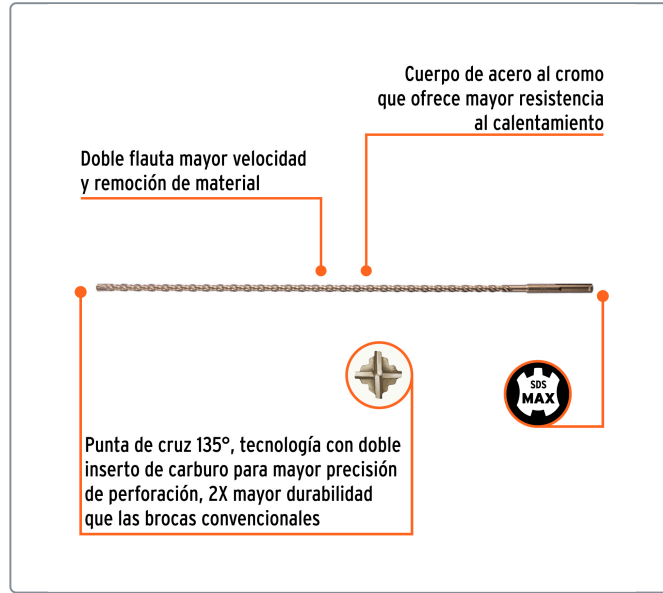 Cuerpo de acero al cromo
que ofrece mayor resistencia
al calentamiento
Doble flauta mayor velocidad
y remoción de material
SDS
MAX
Punta de cruz 135°, tecnología con doble
inserto de carburo para mayor precisión
de perforación, 2X mayor durabilidad
que las brocas convencionales